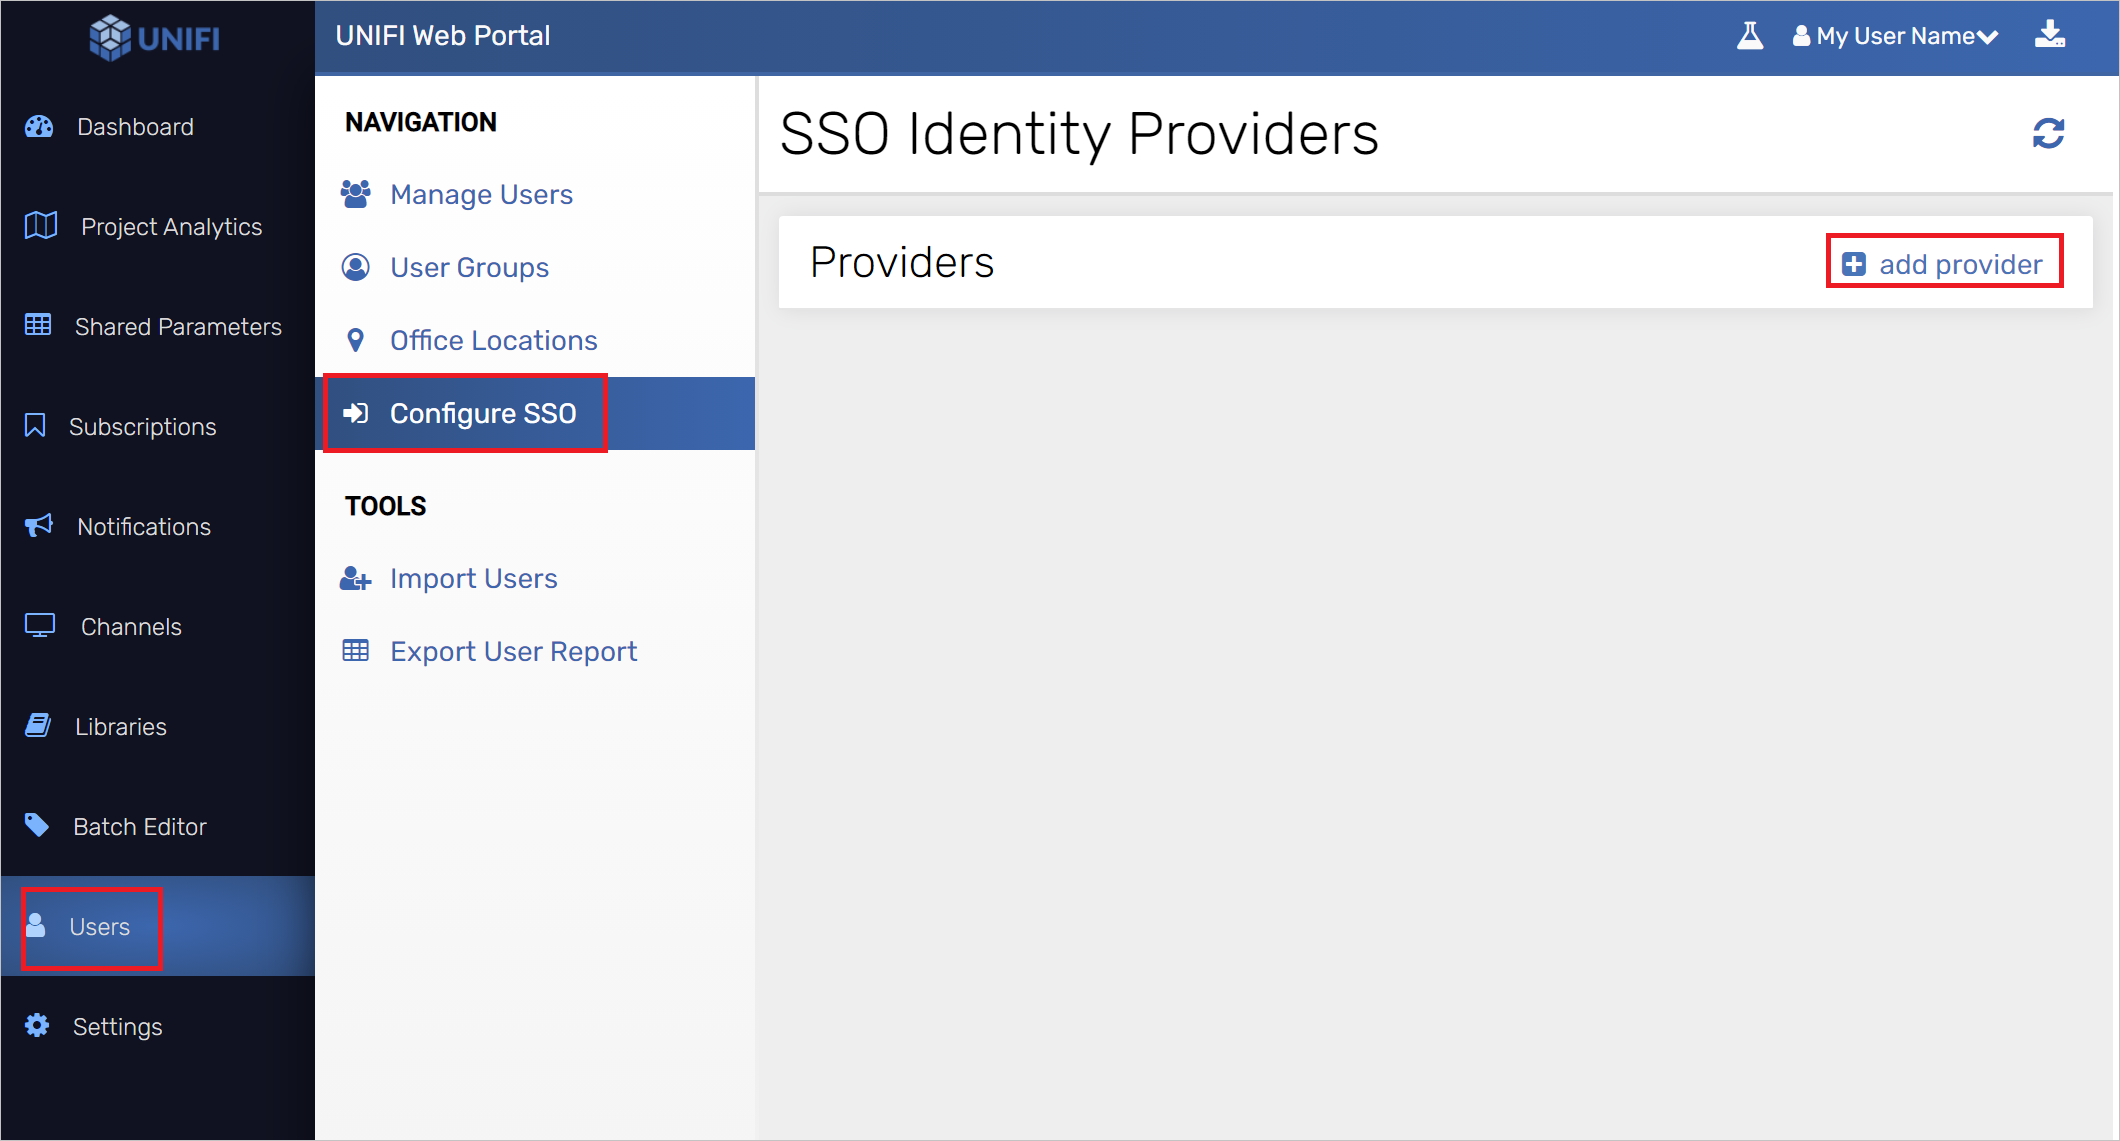 UNIFI
Dashboard
Project Analytics
Shared Parameters
Subscriptions
Notifications
Channels
Libraries
Batch Editor
Users
Settings
UNIFI Web Portal
My User Name
NAVIGATION
Manage Users
User Groups
Office Locations
Configure SSO
TOOLS
Import Users
Export User Report
SSO Identity Providers
Providers
add provider